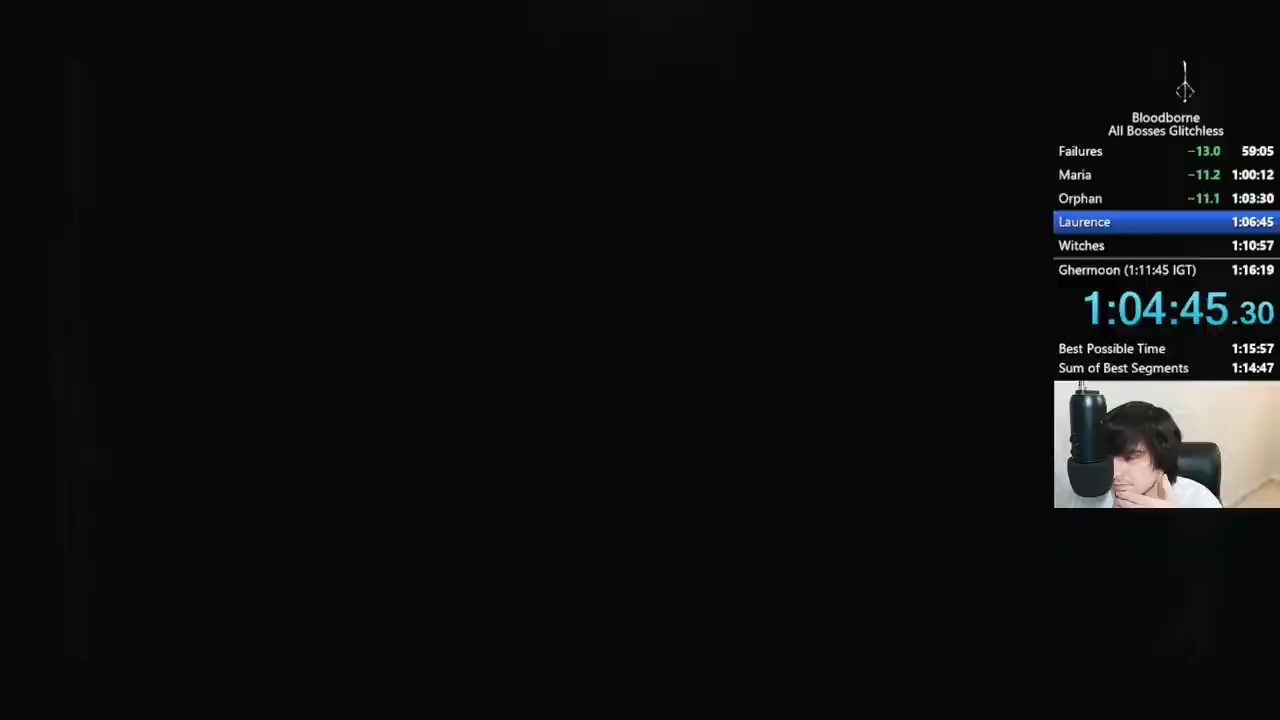 Bloodborne
All Bosses Glitchless
Failures -13.0 59:05
Maria -11.2 1:00:12
Orphan -11.1 1:03:30
Laurence 1:06:45
Witches 1:10:57
Ghermoon (1:11:45 IGT) 1:16:19
1:04:45.30
Best Possible Time 1:15:57
Sum of Best Segments 1:14:47